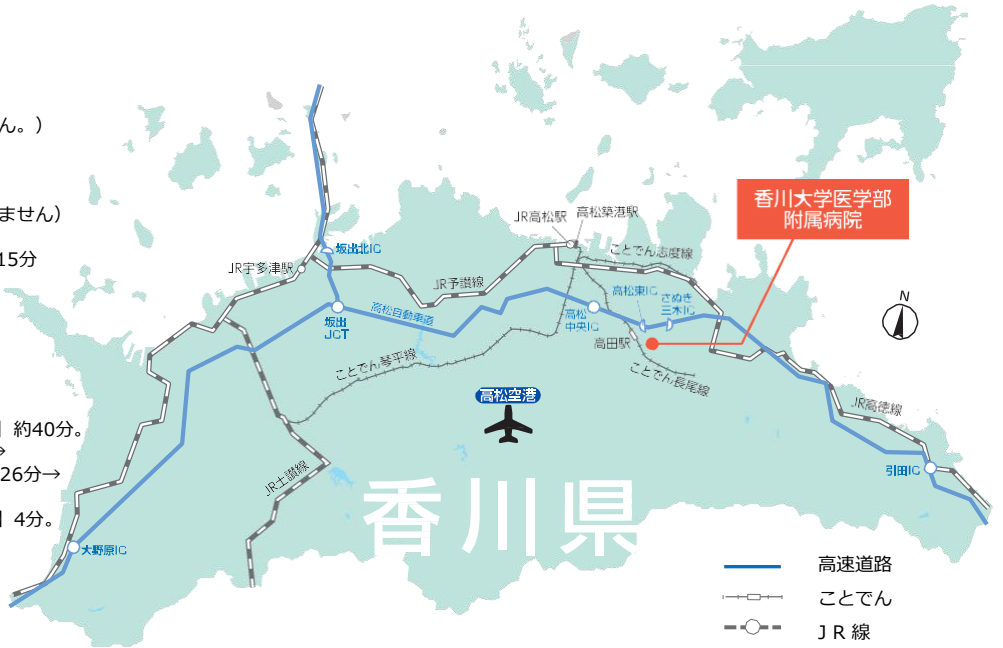 ん。）
ません）
15分
約40分。
→
26分→
4分。
香川大学医学部
附属病院
JR高松駅
高松築港駅
ことでん志度線
坂出北IC
JR宇多津駅
JR予讃線
高松東IC
さぬき
三木IC
坂出
JCT
高松自動車道
高松
中央IC
高田駅
ことでん琴平線
ことでん長尾線
N
高松空港
JR高徳線
引田IC
JR土讃線
香川県
大野原IC
高速道路
ことでん
ＪＲ線